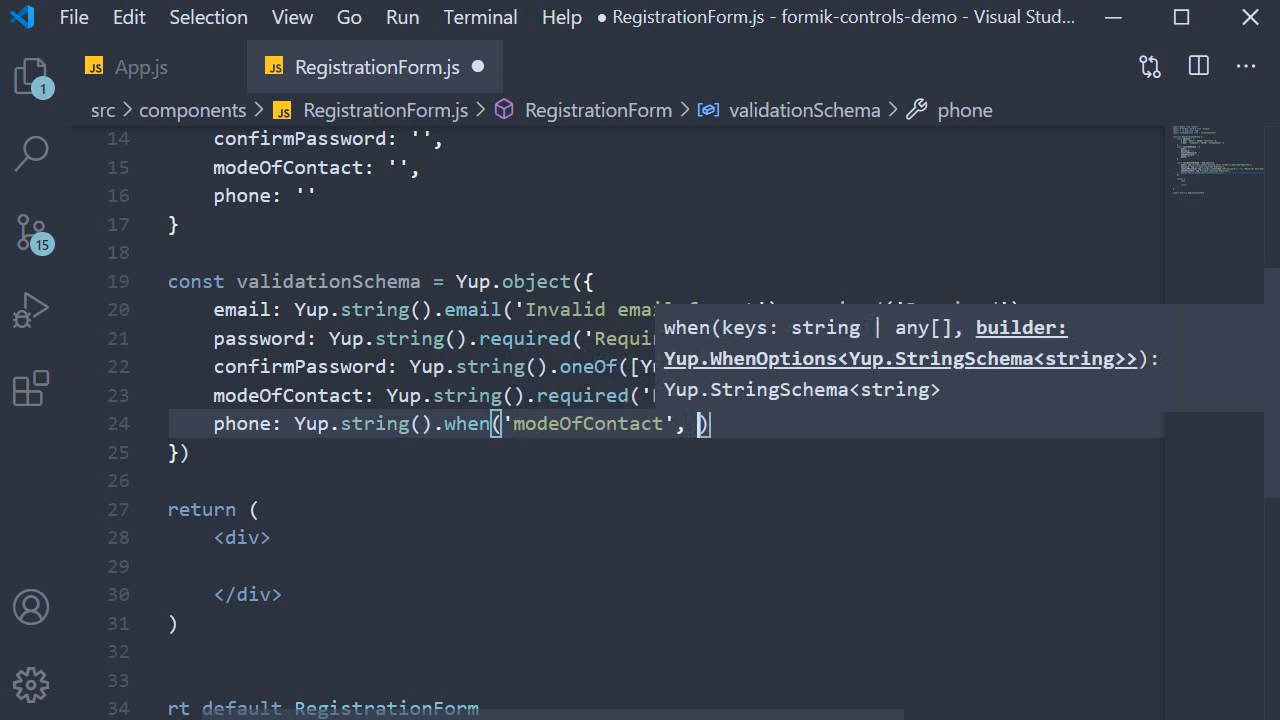 File Edit Selection View Go Run Terminal Help ● RegistrationForm.js - formik-controls-demo - Visual Stud...
JS App.js JS RegistrationForm.js ●
src > components > JS RegistrationForm.js > RegistrationForm > validationSchema > phone
1
15
14 confirmPassword: '',
15 modeOfContact: '',
16 phone: ''
17 }
18
19 const validationSchema = Yup.object({
20 email: Yup.string().email('Invalid email
21 password: Yup.string().required('Requi
22 confirmPassword: Yup.string().oneOf([Yu
23 modeOfContact: Yup.string().required('
24 phone: Yup.string().when('modeOfContact', )
25 })
26
27 return (
28 <div>
29
30 </div>
31 )
32
33
34 rt default RegistrationForm
when(keys: string | any[], builder:
Yup.WhenOptions<Yup.StringSchema<string>>):
Yup.StringSchema<string>